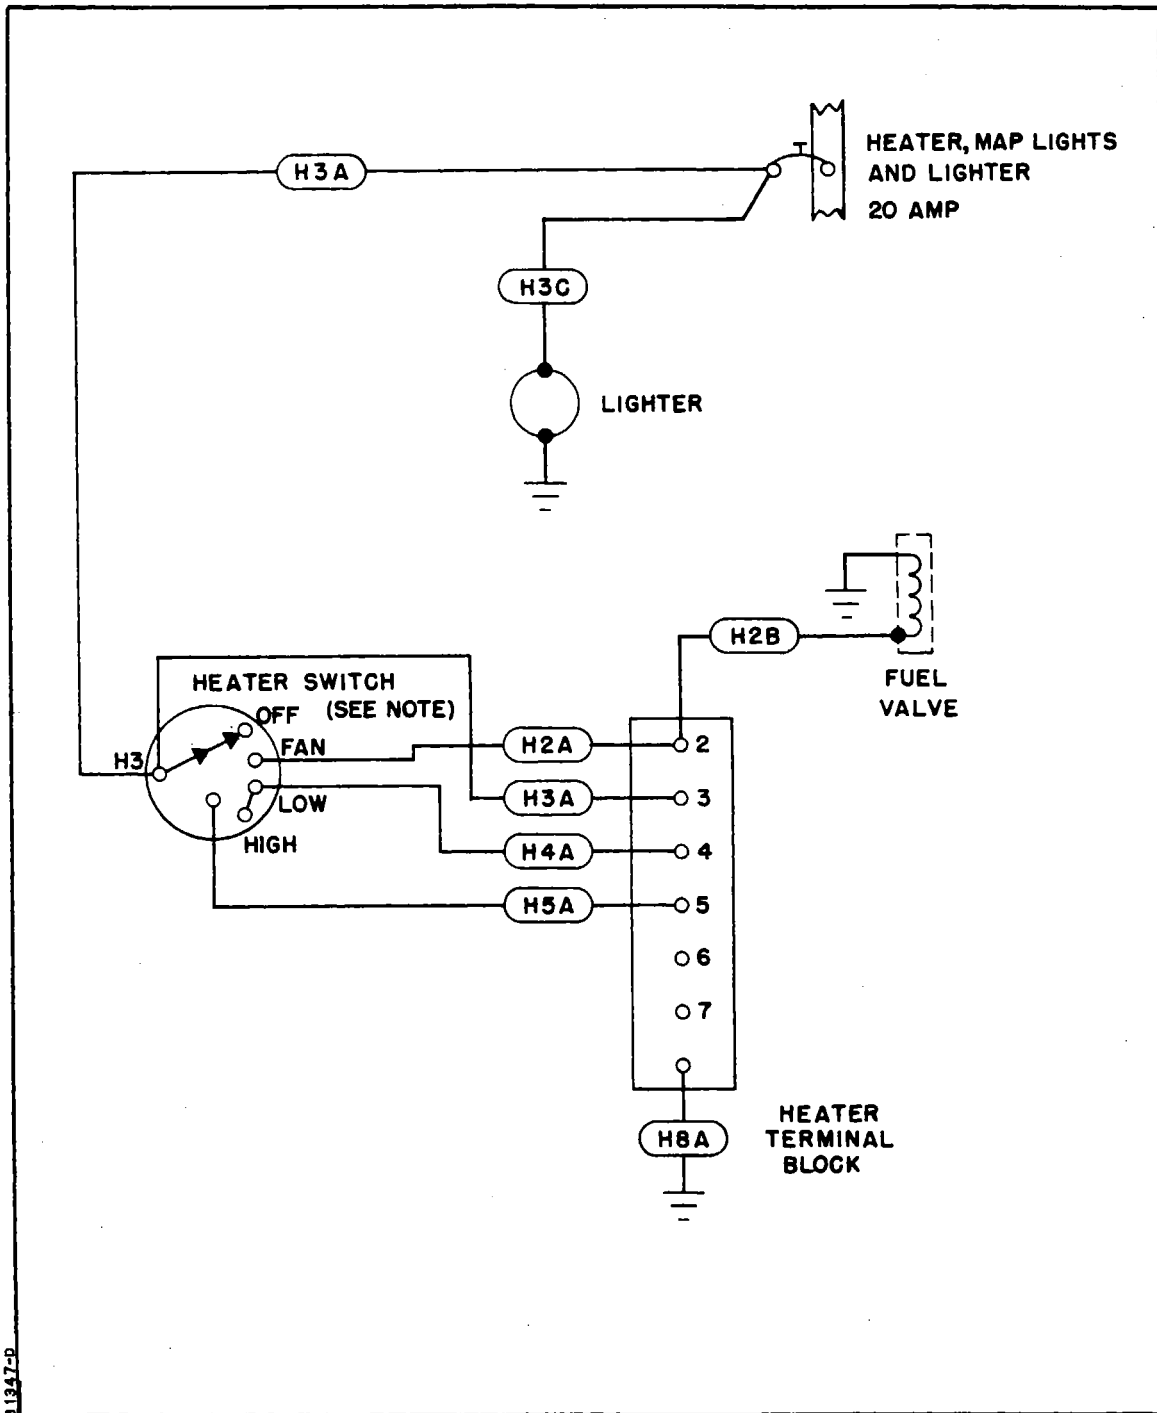 HEATER, MAP LIGHTS
AND LIGHTER
20 AMP
H3A
H3C
LIGHTER
H2B
FUEL
VALVE
HEATER SWITCH
(SEE NOTE)
OFF
FAN
H3
LOW
HIGH
H2A
2
H3A
3
H4A
4
H5A
5
6
7
H8A
HEATER
TERMINAL
BLOCK